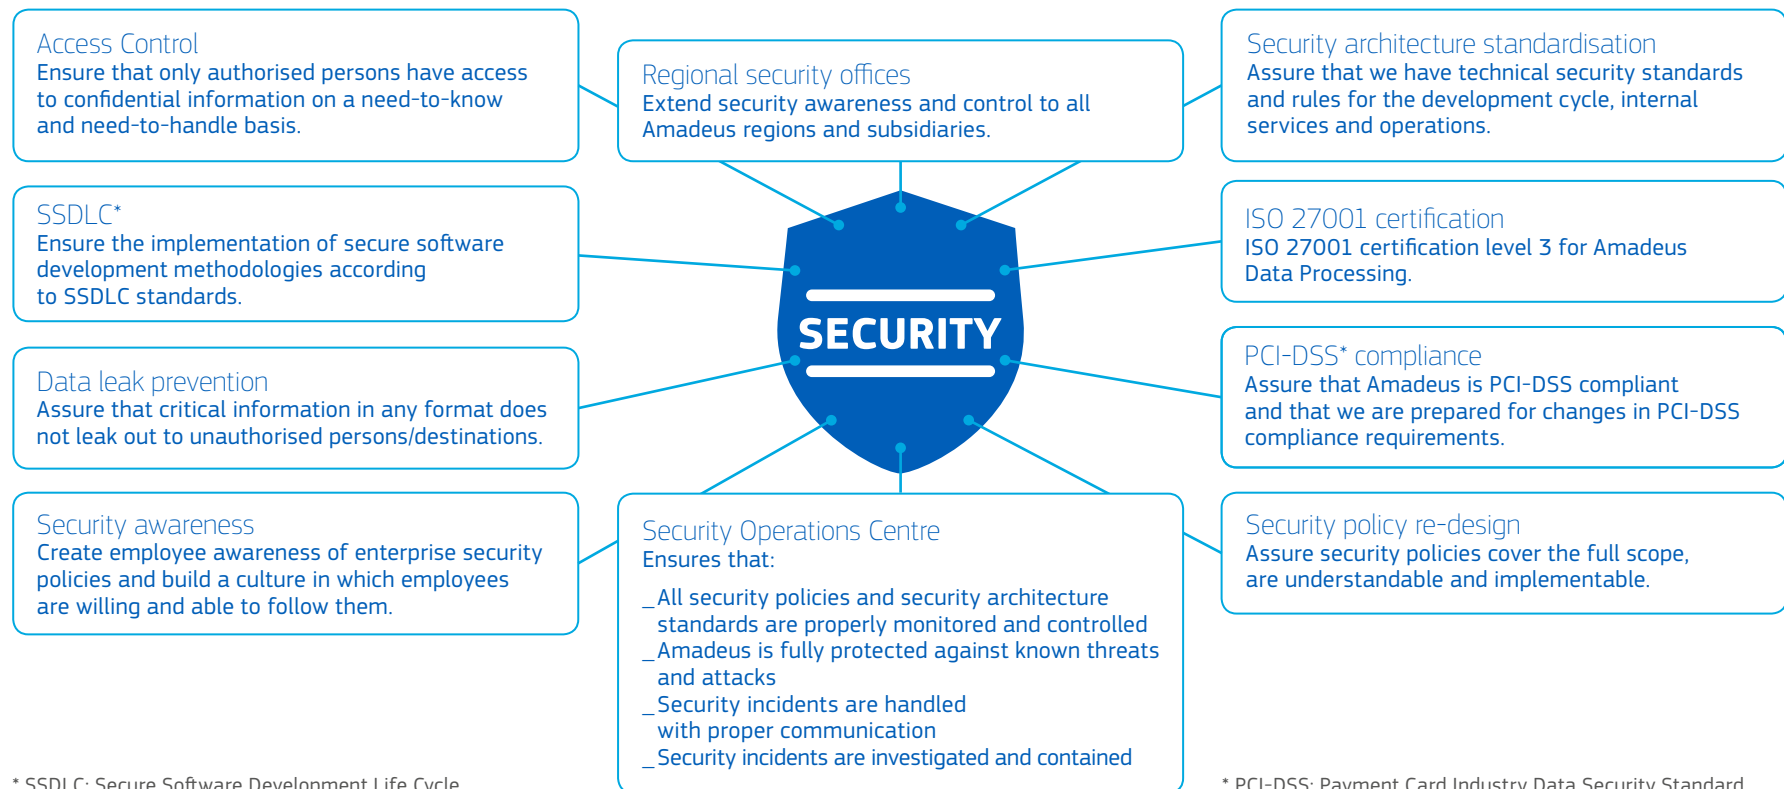 Access Control
Ensure that only authorised persons have access
to confidential information on a need-to-know
and need-to-handle basis.
SSDLC*
Ensure the implementation of secure software
development methodologies according
to SSDLC standards.
Data leak prevention
Assure that critical information in any format does
not leak out to unauthorised persons/destinations.
Security awareness
Create employee awareness of enterprise security
policies and build a culture in which employees
are willing and able to follow them.
Regional security offices
Extend security awareness and control to all
Amadeus regions and subsidiaries.
SECURITY
Security Operations Centre
Ensures that:
_All security policies and security architecture
standards are properly monitored and controlled
_Amadeus is fully protected against known threats
and attacks
_Security incidents are handled
with proper communication
_Security incidents are investigated and contained
Security architecture standardisation
Assure that we have technical security standards
and rules for the development cycle, internal
services and operations.
ISO 27001 certification
ISO 27001 certification level 3 for Amadeus
Data Processing.
PCI-DSS* compliance
Assure that Amadeus is PCI-DSS compliant
and that we are prepared for changes in PCI-DSS
compliance requirements.
Security policy re-design
Assure security policies cover the full scope,
are understandable and implementable.
* SSDLC: Secure Software Development Life Cycle
* PCI-DSS: Payment Card Industry Data Security Standard